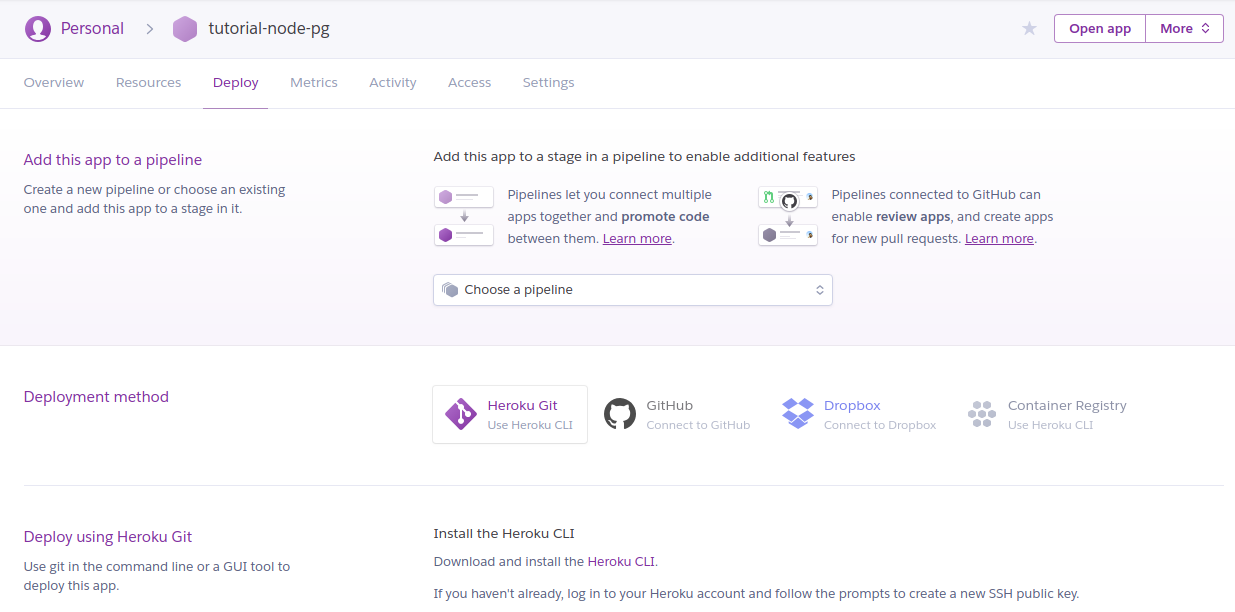 Personal
tutorial-node-pg
Open app
More
Overview
Resources
Deploy
Metrics
Activity
Access
Settings
Add this app to a pipeline
Create a new pipeline or choose an existing
one and add this app to a stage in it.
Add this app to a stage in a pipeline to enable additional features
Pipelines let you connect multiple
apps together and promote code
between them. Learn more.
Pipelines connected to GitHub can
enable review apps, and create apps
for new pull requests. Learn more.
Choose a pipeline
Deployment method
Heroku Git
Use Heroku CLI
GitHub
Connect to GitHub
Dropbox
Connect to Dropbox
Container Registry
Use Heroku CLI
Deploy using Heroku Git
Use git in the command line or a GUI tool to
deploy this app.
Install the Heroku CLI
Download and install the Heroku CLI.
If you haven't already, log in to your Heroku account and follow the prompts to create a new SSH public key.